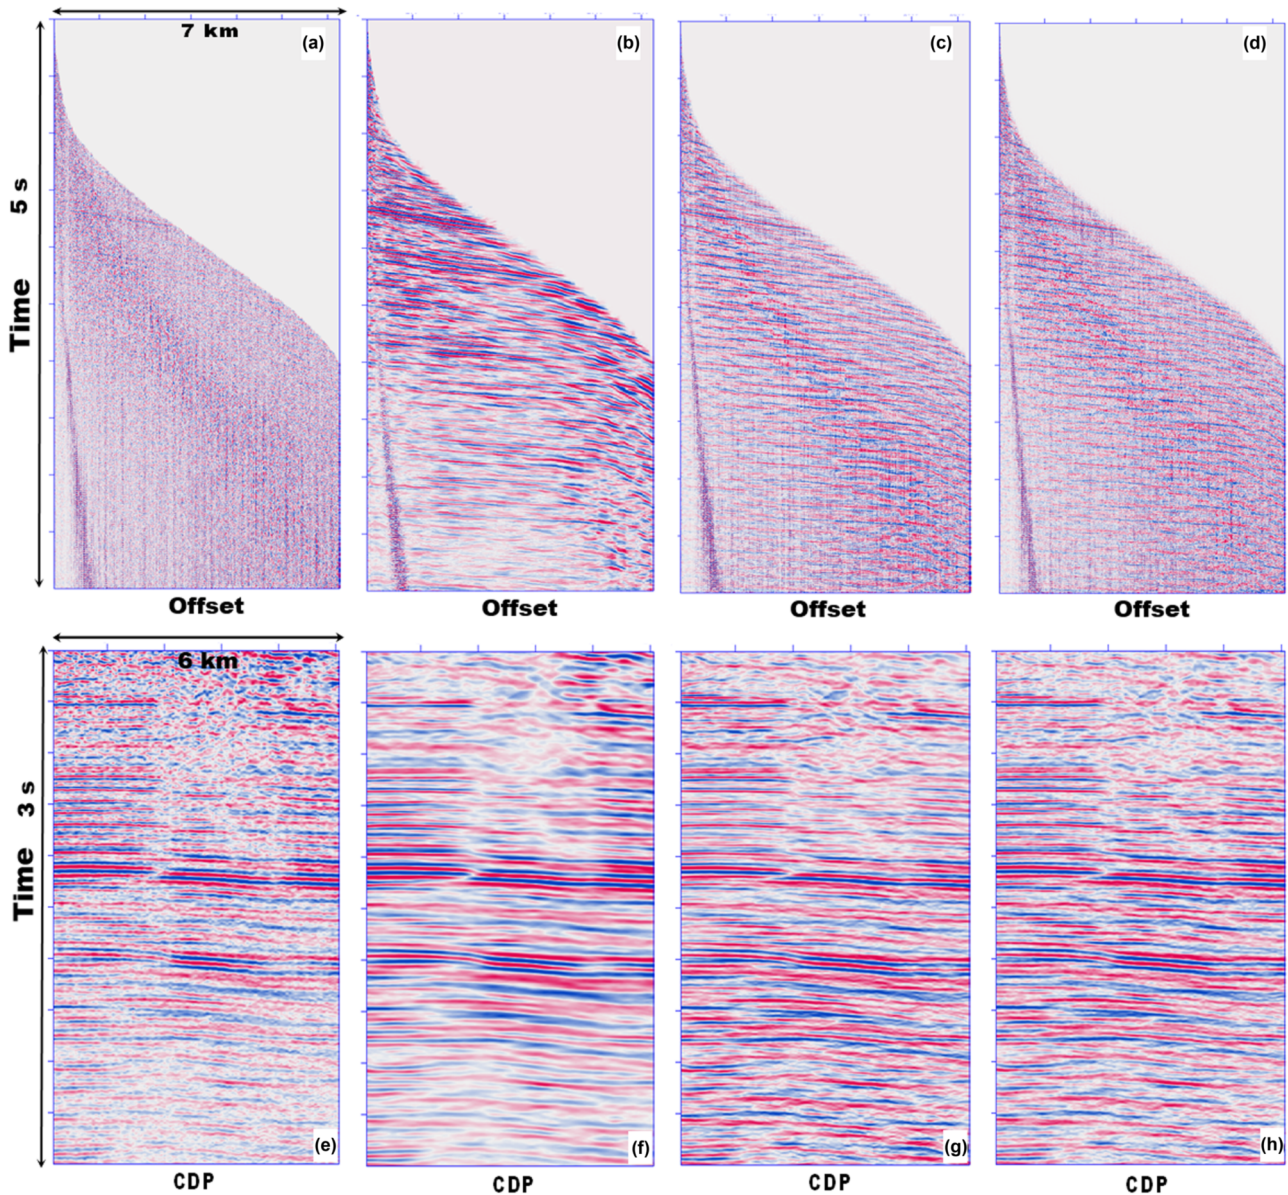 7 km
(a)
(b)
(c)
(d)
Time 5 s
Offset
Offset
Offset
Offset
6 km
Time 3 s
(e)
(f)
(g)
(h)
CDP
CDP
CDP
CDP